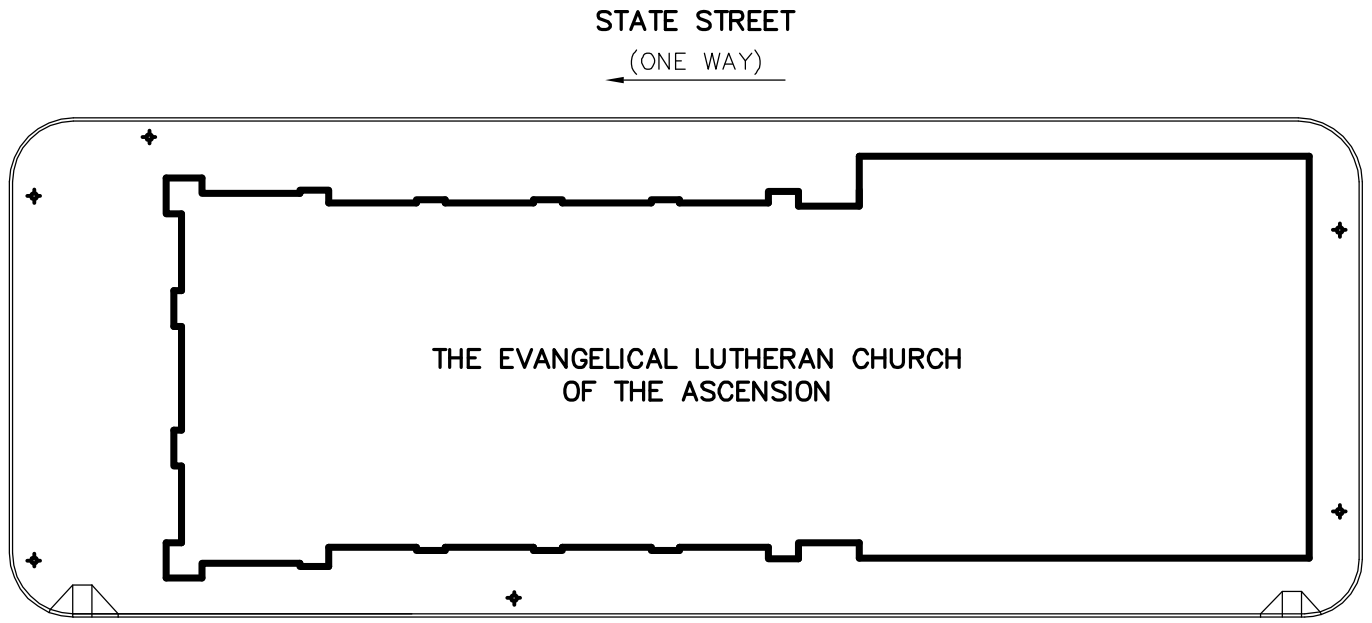 STATE STREET
(ONE WAY)
THE EVANGELICAL LUTHERAN CHURCH
OF THE ASCENSION